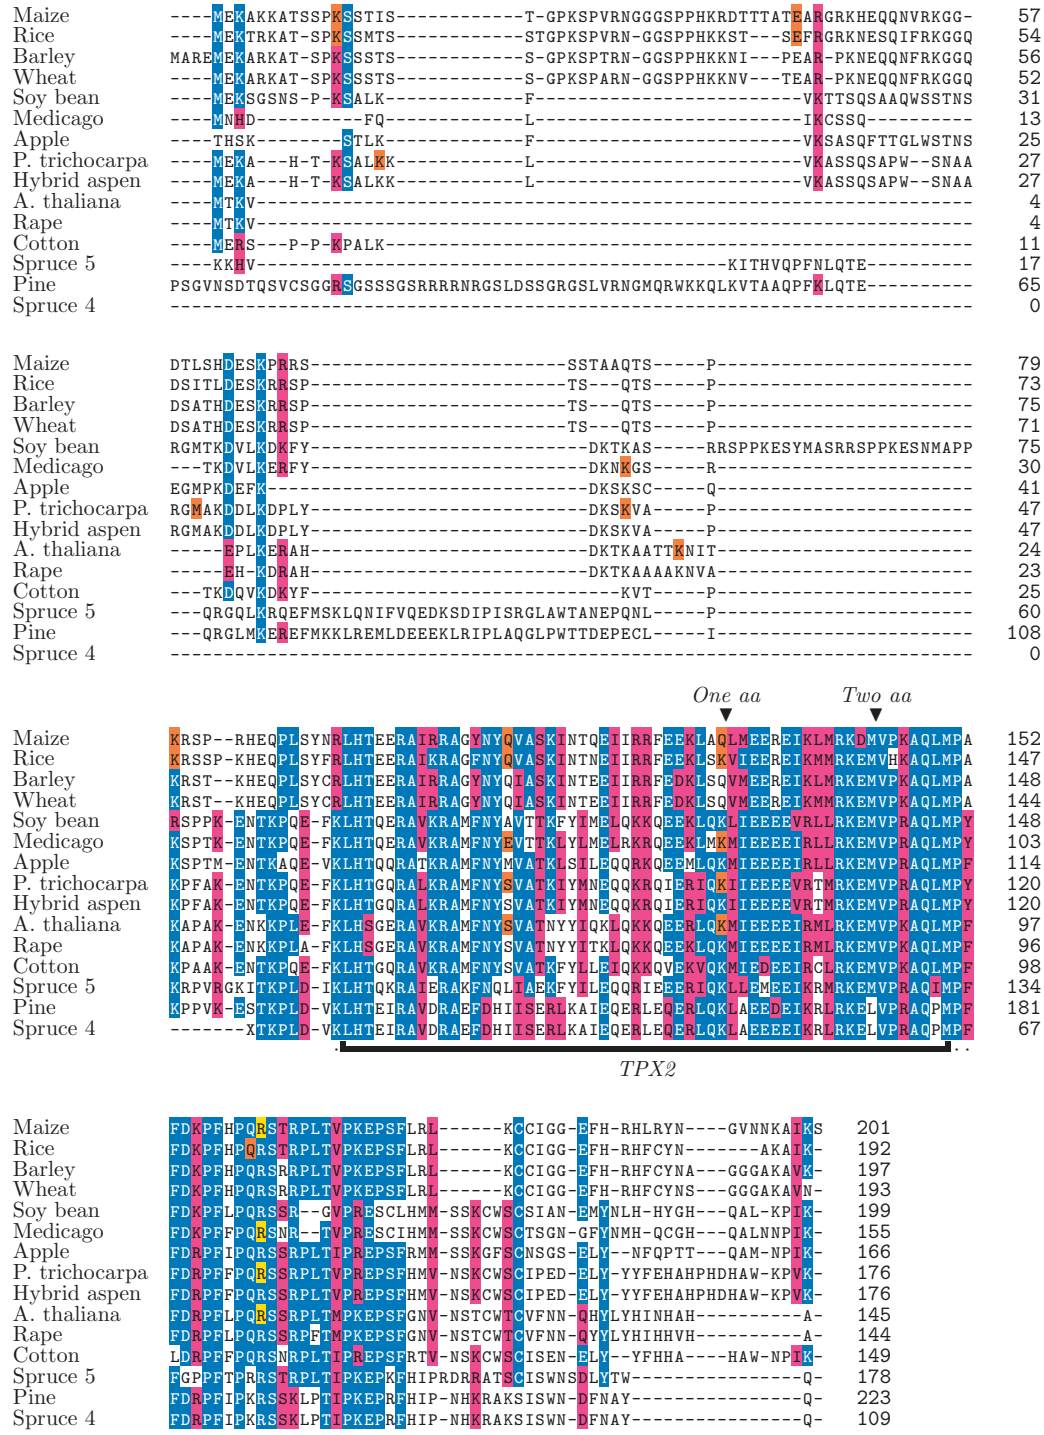 Maize ----MEKAKKATSSPKSSTIS------------T-GPKSPVRNGGGSPPHKRDTTTATEARGRKHEQQNVRKGG- 57
Rice ----MEKTRKAT-SPKSSMTS------------STGPKSPVRN-GGSPPHKKST---SEFRGRKNESQIFRKGGQ 54
Barley MAREMEKARKAT-SPKSSSTS------------S-GPKSPTRN-GGSPPHKKNI---PEAR-PKNEQQNFRKGGQ 56
Wheat ----MEKARKAT-SPKSSSTS------------S-GPKSPARN-GGSPPHKKNV---TEAR-PKNEQQNFRKGGQ 52
Soy bean ----MEKSGSNS-P-KSALK-------------F-------------------------VKTTSQSAAQWSSTNS 31
Medicago ----MNHD----------FQ-------------L-------------------------IKCSSQ---------- 13
Apple ----THSK--------STLK-------------F-------------------------VKSASQFTTGLWSTNS 25
P. trichocarpa ----MEKA---H-T-KSALKK------------L-------------------------VKASSQSAPW--SNAA 27
Hybrid aspen ----MEKA---H-T-KSALKK------------L-------------------------VKASSQSAPW--SNAA 27
A. thaliana ----MTKV------------------------------------------------------------------- 4
Rape ----MTKV------------------------------------------------------------------- 4
Cotton ----MERS---P-P-KPALK------------------------------------------------------- 11
Spruce 5 ----KKHV--------------------------------------------KITHVQPFNLQTE---------- 17
Pine PSGVNSDTQSVCSGGRSGSSSGSRRRRNRGSLDSSGRGSLVRNGMQRWKKQLKVTAAQPFKLQTE---------- 65
Spruce 4 --------------------------------------------------------------------------- 0
Maize DTLSHDESKPRRS------------------------SSTAAQTS-----P------------------------ 79
Rice DSITLDESKRRSP------------------------TS---QTS-----P------------------------ 73
Barley DSATHDESKRRSP------------------------TS---QTS-----P------------------------ 75
Wheat DSATHDESKRRSP------------------------TS---QTS-----P------------------------ 71
Soy bean RGMTKDVLKDKFY--------------------------DKTKAS-----RRSPPKESYMASRRSPPKESNMAPP 75
Medicago ---TKDVLKERFY--------------------------DKNKGS-----R------------------------ 30
Apple EGMPKDEFK------------------------------DKSKSC-----Q------------------------ 41
P. trichocarpa RGMAKDDLKDPLY--------------------------DKSKVA-----P------------------------ 47
Hybrid aspen RGMAKDDLKDPLY--------------------------DKSKVA-----P------------------------ 47
A. thaliana -----EPLKERAH--------------------------DKTKAATTKNIT------------------------ 24
Rape -----EH-KDRAH--------------------------DKTKAAAAKNVA------------------------ 23
Cotton ---TKDQVKDKYF-----------------------------KVT-----P------------------------ 25
Spruce 5 ---QRGQLKRQEFMSKLQNIFVQEDKSDIPISRGLAWTANEPQNL-----P------------------------ 60
Pine ---QRGLMKEREFMKKLREMLDEEEKLRIPLAQGLPWTTDEPECL-----I------------------------ 108
Spruce 4 --------------------------------------------------------------------------- 0
One aa Two aa
Maize KRSP--RHEQPLSYNRLHTEERAIRRAGYNYQVASKINTQEIIRRFEEKLAQLMEEREIKLMRKDMVPKAQLMPA 152
Rice KRSSP-KHEQPLSYFRLHTEERAIKRAGFNYQVASKINTNEIIRRFEEKLSKVIEEREIKMMRKEMVHKAQLMPA 147
Barley KRST--KHEQPLSYCRLHTEERAIRRAGYNYQIASKINTEEIIRRFEDKLSQVMEEREIKMMRKEMVPKAQLMPA 148
Wheat KRST--KHEQPLSYCRLHTEERAIRRAGYNYQIASKINTEEIIRRFEDKLSQVMEEREIKMMRKEMVPKAQLMPA 144
Soy bean RSPPK-ENTKPQE-FKLHTQERAVKRAMFNYAVTTKFYIMELQKKQEEKLQKLIEEEEVRLLRKEMVPRAQLMPY 148
Medicago KSPTK-ENTKPQE-FKLHTQERAVKRAMFNYEVTTKLYLMELRKRQEEKLMKMIEEEEIRLLRKEMVPRAQLMPY 103
Apple KSPTM-ENTKAQE-VKLHTQQRATKRAMFNYMVATKLSILEQQRKQEEMLQKMIEEEEIRLLRKEMVPRAQLMPF 114
P. trichocarpa KPFAK-ENTKPQE-FKLHTGQRALKRAMFNYSVATKIYMNEQQKRQIERIQKIIEEEEVRTMRKEMVPRAQLMPY 120
Hybrid aspen KPFAK-ENTKPQE-FKLHTGQRALKRAMFNYSVATKIYMNEQQKRQIERIQKIIEEEEVRTMRKEMVPRAQLMPY 120
A. thaliana KAPAK-ENKKPLE-FKLHSGERAVKRAMFNYSVATNYYIQKLQKKQEERLQKMIEEEEIRMLRKEMVPRAQLMPF 97
Rape KAPAK-ENKKPLA-FKLHSGERAVKRAMFNYSVATNYYITKLQKKQEEKLQKMIEEEEIRMLRKEMVPRAQLMPF 96
Cotton KPAAK-ENTKPQE-FKLHTGQRAVKRAMFNYSVATKFYLLEIQKKQVEKVQKMIEDEEIRCLRKEMVPKAQLMPF 98
Spruce 5 KRPVRGKITKPLD-IKLHTQKRAIERAKFNQLIAEKFYILEQQRIEEERIQKLLEMEEIKRMRKEMVPRAQIMPF 134
Pine KPPVK-ESTKPLD-VKLHTEIRAVDRAEFDHIISERLKAIEQERLEQERLQKLAEEDEIKRLRKELVPRAQLMPF 181
Spruce 4 -------XTKPLD-VKLHTEIRAVDRAEFDHIISERLKAIEQERLEQERLQKLAEEEEIKRLRKELVPRAQPMPF 67
TPX2
Maize FDKPFHPQRSTRPLTVPKEPSFLRL------KCCIGG-EFH-RHLRYN---GVNNKAIKS 201
Rice FDKPFHPQRSTRPLTVPKEPSFLRL------KCCIGG-EFH-RHFCYN-------AKAIK- 192
Barley FDKPFHPQRSRRPLTVPKEPSFLRL------KCCIGG-EFH-RHFCYNA---GGGAKAVK- 197
Wheat FDKPFHPQRSRRPLTVPKEPSFLRL------KCCIGG-EFH-RHFCYNS---GGGAKAVN- 193
Soy bean FDKPFLPQRSSR--GVPRESCLHMM-SSKCWSCSIAN-EMYNLH-HYGH---QAL-KPIK- 199
Medicago FDKPFFPQRSNR--TVPRESCIHMM-SSKCWSCTSGN-GFYNMH-QCGH---QALNNPIK- 155
Apple FDRPFIPQRSSRPLTIPREPSFRMM-SSKGFSCNSGS-ELY--NFQPTT---QAM-NPIK- 166
P. trichocarpa FDRPFFPQRSSRPLTVPREPSFHMV-NSKCWSCIPED-ELY-YYFEHAHPHDHAW-KPVK- 176
Hybrid aspen FDRPFFPQRSSRPLTVPREPSFHMV-NSKCWSCIPED-ELY-YYFEHAHPHDHAW-KPVK- 176
A. thaliana FDRPFLPQRSSRPLTMPKEPSFGNV-NSTCWTCVFNN-QHYLYHINHAH---------A- 145
Rape FDRPFLPQRSSRPFTMPKEPSFGNV-NSTCWTCVFNN-QYYLYHIHHVH---------A- 144
Cotton LDRPFFPQRSNRPLTIPREPSFRTV-NSKCWSCISEN-ELY--YFHHA----HAW-NPIK- 149
Spruce 5 FGPPFTPRRSTRPLTIPKEPKFHIPRDRRATSCISWNSDLYTW----------------Q- 178
Pine FDRPFIPKRSSKLPTIPKEPRFHIP-NHKRAKSISWN-DFNAY----------------Q- 223
Spruce 4 FDRPFIPKRSSKLPTIPKEPRFHIP-NHKRAKSISWN-DFNAY----------------Q- 109